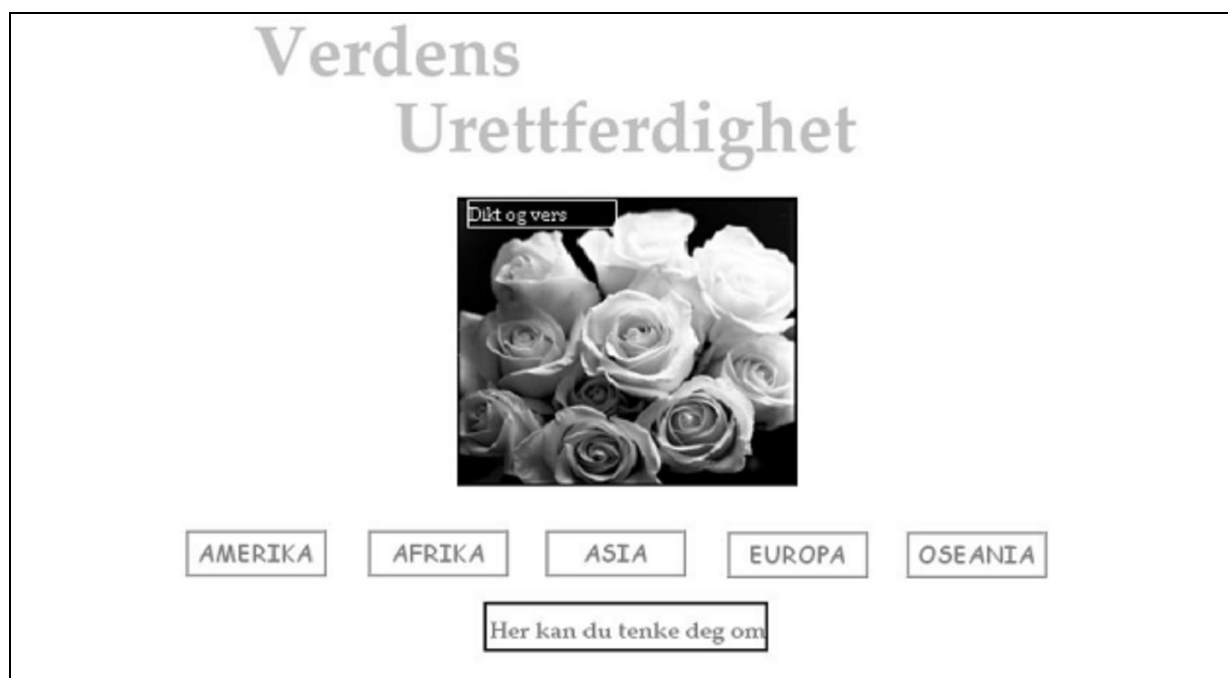 Verdens
Urettferdighet
Dikt og vers
AMERIKA AFRIKA ASIA EUROPA OSEANIA
Her kan du tenke deg om